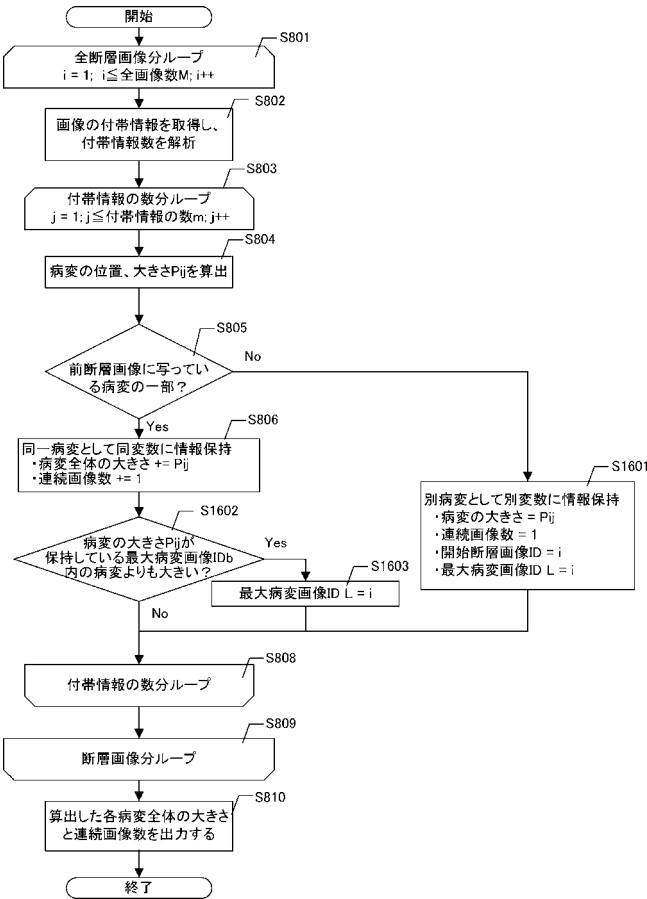 開始
S801
全断層画像分ループ
i = 1; i≦全画像数M; i++
S802
画像の付帯情報を取得し、
付帯情報数を解析
S803
付帯情報の数分ループ
j = 1; j≦付帯情報の数m; j++
S804
病変の位置、大きさPijを算出
S805
前断層画像に写ってい
る病変の一部？
No
Yes
S806
同一病変として同変数に情報保持
・病変全体の大きさ += Pij
・連続画像数 += 1
S1601
別病変として別変数に情報保持
・病変の大きさ = Pij
・連続画像数 = 1
・開始断層画像ID = i
・最大病変画像ID L = i
S1602
病変の大きさPijが
保持している最大病変画像IDb
内の病変よりも大きい？
Yes
No
S1603
最大病変画像ID L = i
S808
付帯情報の数分ループ
S809
断層画像分ループ
S810
算出した各病変全体の大きさ
と連続画像数を出力する
終了